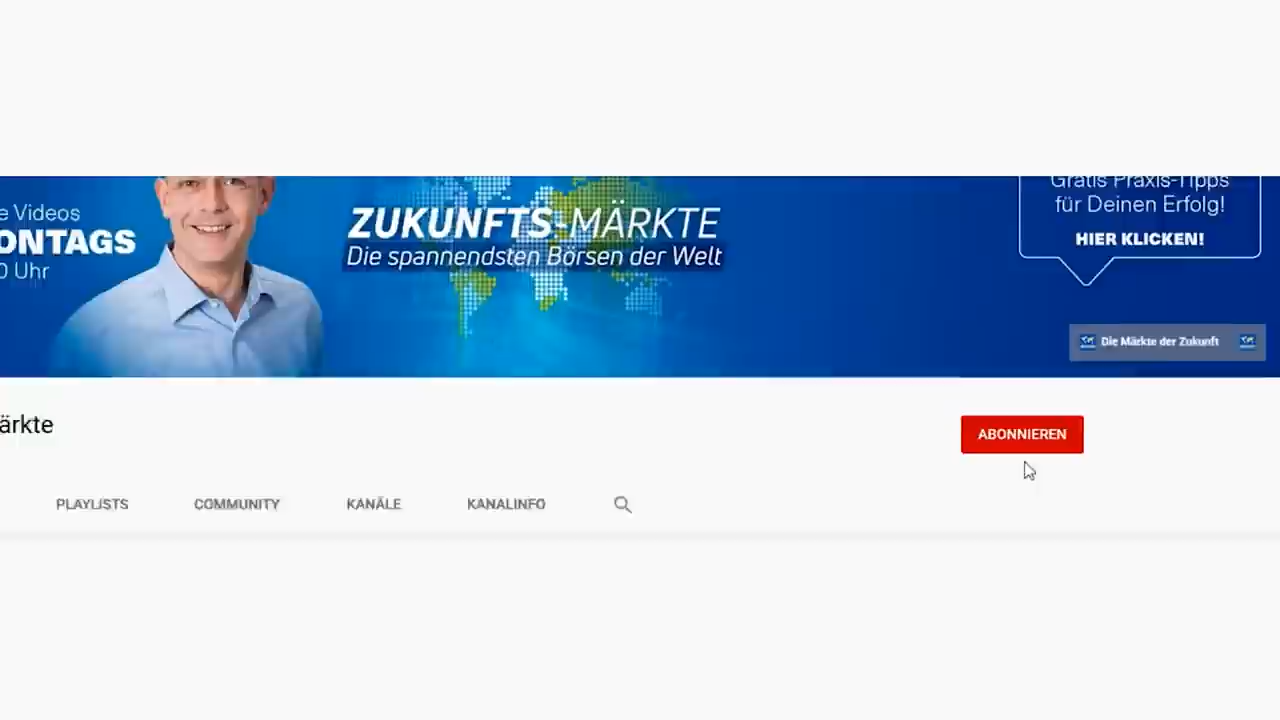 e Videos
ONTAGS
0 Uhr
ZUKUNFTS-MÄRKTE
Die spannendsten Börsen der Welt
Gratis Praxis-Tipps
für Deinen Erfolg!
HIER KLICKEN!
Die Märkte der Zukunft
ärkte
ABONNIEREN
PLAYLISTS
COMMUNITY
KANÄLE
KANALINFO